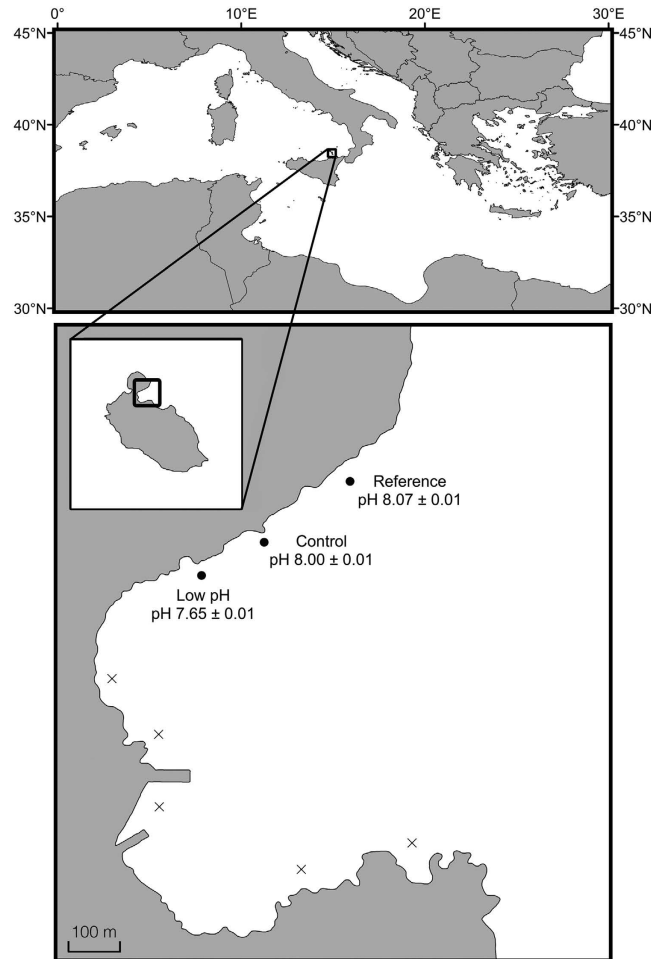 0° 10°E 20°E 30°E
45°N 45°N
40°N 40°N
35°N 35°N
30°N 30°N
Reference
pH 8.07 ± 0.01
Control
pH 8.00 ± 0.01
Low pH
pH 7.65 ± 0.01
100 m